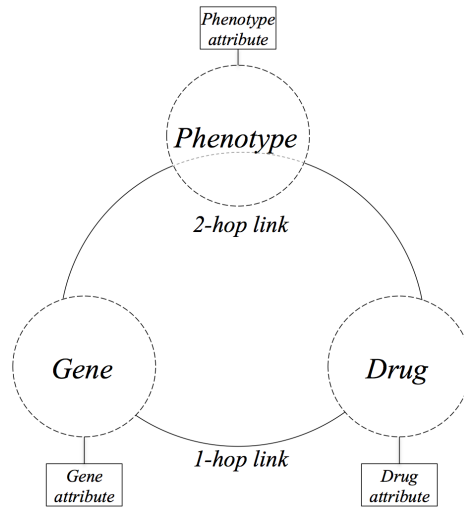 Phenotype
attribute
Phenotype
2-hop link
Gene
Drug
1-hop link
Gene
attribute
Drug
attribute